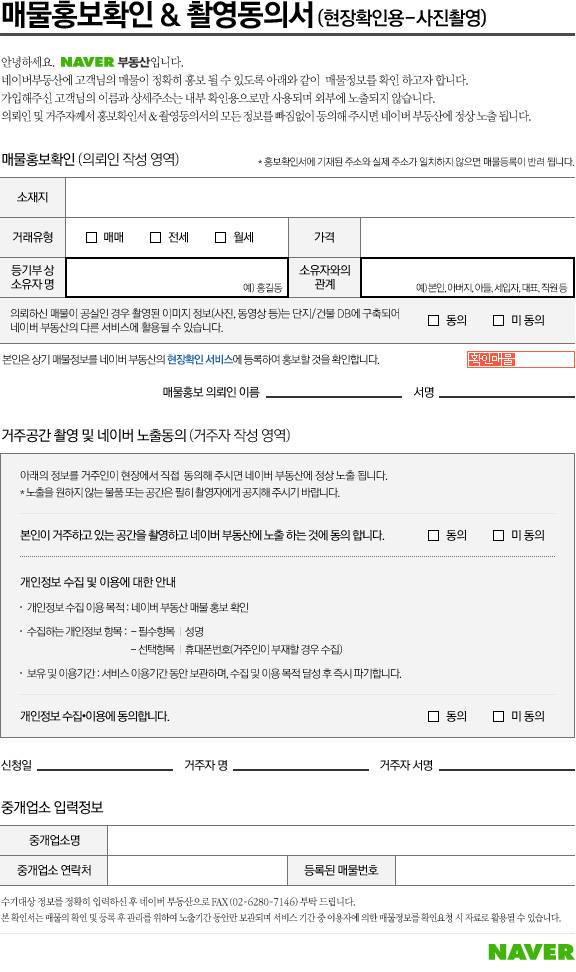 매물홍보확인 & 촬영동의서 (현장확인용-사진촬영)
안녕하세요. NAVER 부동산입니다.
네이버부동산에 고객님의 매물이 정확히 홍보 될 수 있도록 아래와 같이 매물정보를 확인 하고자 합니다.
가입해주신 고객님의 이름과 상세주소는 내부 확인용으로만 사용되며 외부에 노출되지 않습니다.
의뢰인 및 거주자께서 홍보확인서 & 촬영동의서의 모든 정보를 빠짐없이 동의해 주시면 네이버 부동산에 정상 노출 됩니다.
매물홍보확인 (의뢰인 작성 영역)
* 홍보확인서에 기재된 주소와 실제 주소가 일치하지 않으면 매물등록이 반려 됩니다.
소재지
거래유형 □ 매매 □ 전세 □ 월세 가격
등기부 상
소유자 명
예) 홍길동
소유자와의
관계
예) 본인, 아버지, 아들, 세입자, 대표, 직원 등
의뢰하신 매물이 공실인 경우 촬영된 이미지 정보(사진, 동영상 등)는 단지/건물 DB에 구축되어
네이버 부동산의 다른 서비스에 활용될 수 있습니다.
□ 동의 □ 미 동의
본인은 상기 매물정보를 네이버 부동산의 현장확인 서비스에 등록하여 홍보할 것을 확인합니다.
확인매물
매물홍보 의뢰인 이름 서명
거주공간 촬영 및 네이버 노출동의 (거주자 작성 영역)
아래의 정보를 거주인이 현장에서 직접 동의해 주시면 네이버 부동산에 정상 노출 됩니다.
* 노출을 원하지 않는 물품 또는 공간은 필히 촬영자에게 공지해 주시기 바랍니다.
본인이 거주하고 있는 공간을 촬영하고 네이버 부동산에 노출 하는 것에 동의 합니다. □ 동의 □ 미 동의
개인정보 수집 및 이용에 대한 안내
· 개인정보 수집 이용 목적 : 네이버 부동산 매물 홍보 확인
· 수집하는 개인정보 항목 : - 필수항목 | 성명
- 선택항목 | 휴대폰번호(거주인이 부재할 경우 수집)
· 보유 및 이용기간 : 서비스 이용기간 동안 보관하며, 수집 및 이용 목적 달성 후 즉시 파기합니다.
개인정보 수집•이용에 동의합니다. □ 동의 □ 미 동의
신청일 거주자 명 거주자 서명
중개업소 입력정보
중개업소명
중개업소 연락처 등록된 매물번호
수기대상 정보를 정확히 입력하신 후 네이버 부동산으로 FAX (02-6280-7146) 부탁 드립니다.
본 확인서는 매물의 확인 및 등록 후 관리를 위하여 노출기간 동안만 보관되며 서비스 기간 중 이용자에 의한 매물정보를 확인요청 시 자료로 활용될 수 있습니다.
NAVER